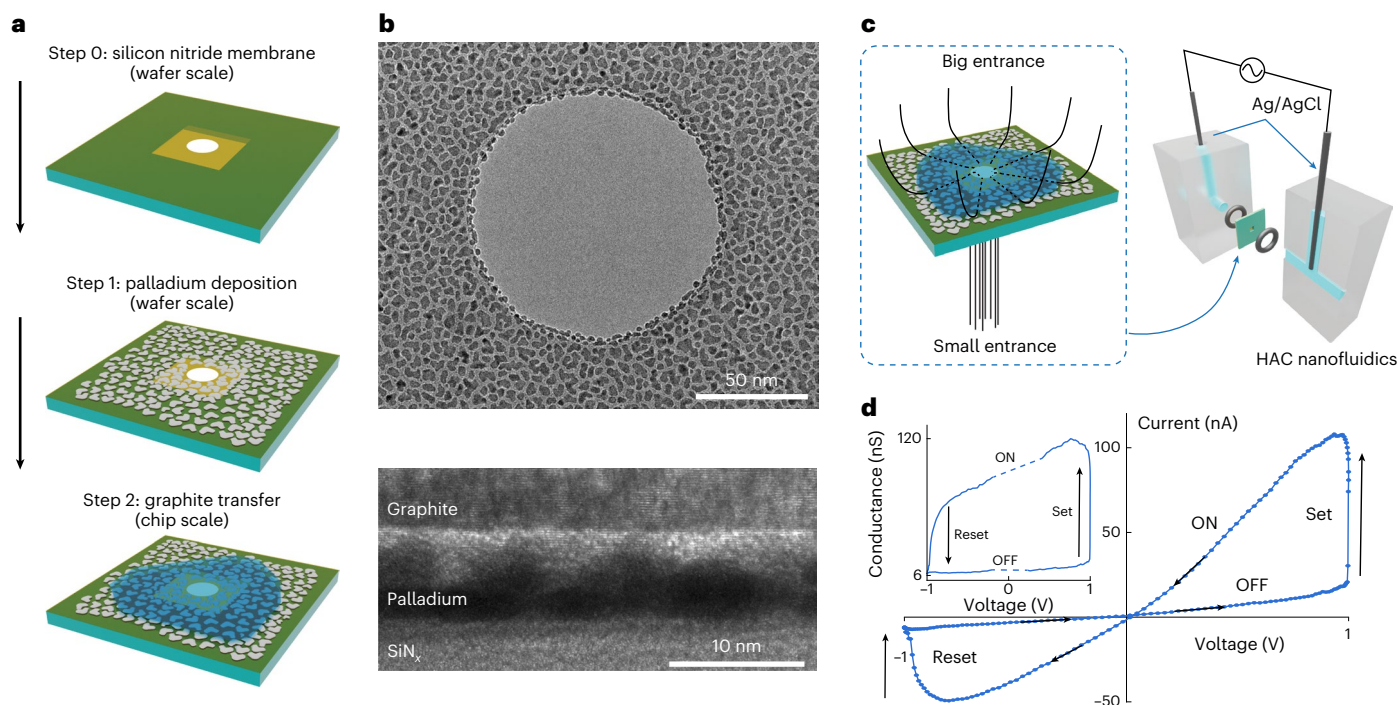 a
Step 0: silicon nitride membrane
(wafer scale)
Step 1: palladium deposition
(wafer scale)
Step 2: graphite transfer
(chip scale)
b
50 nm
Graphite
Palladium
SiNₓ
10 nm
c
Big entrance
Small entrance
Ag/AgCl
HAC nanofluidics
d
Conductance (nS)
120
6
ON
Reset
Set
OFF
–1
0
1
Voltage (V)
Current (nA)
100
50
ON
Set
OFF
–1
Reset
Voltage (V)
1
–50